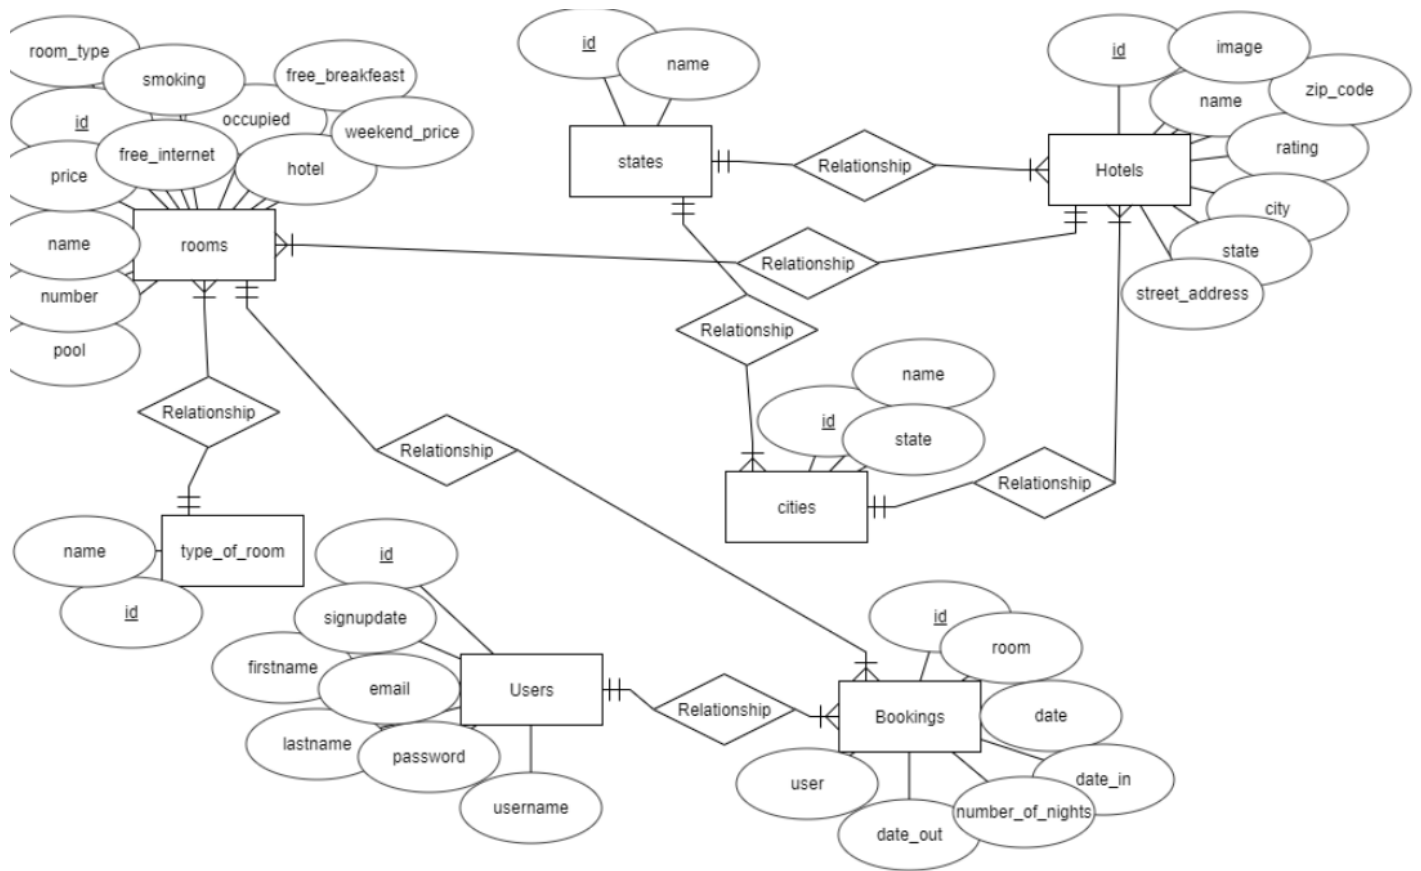 room_type
smoking
free_breakfeast
id
occupied
weekend_price
free_internet
price
hotel
name
rooms
number
pool
id
name
states
Relationship
id
image
name
zip_code
rating
Hotels
city
state
street_address
Relationship
Relationship
name
id
state
cities
Relationship
Relationship
Relationship
name
type_of_room
id
id
signupdate
firstname
email
Users
lastname
password
username
Relationship
id
room
Bookings
date
user
date_in
number_of_nights
date_out